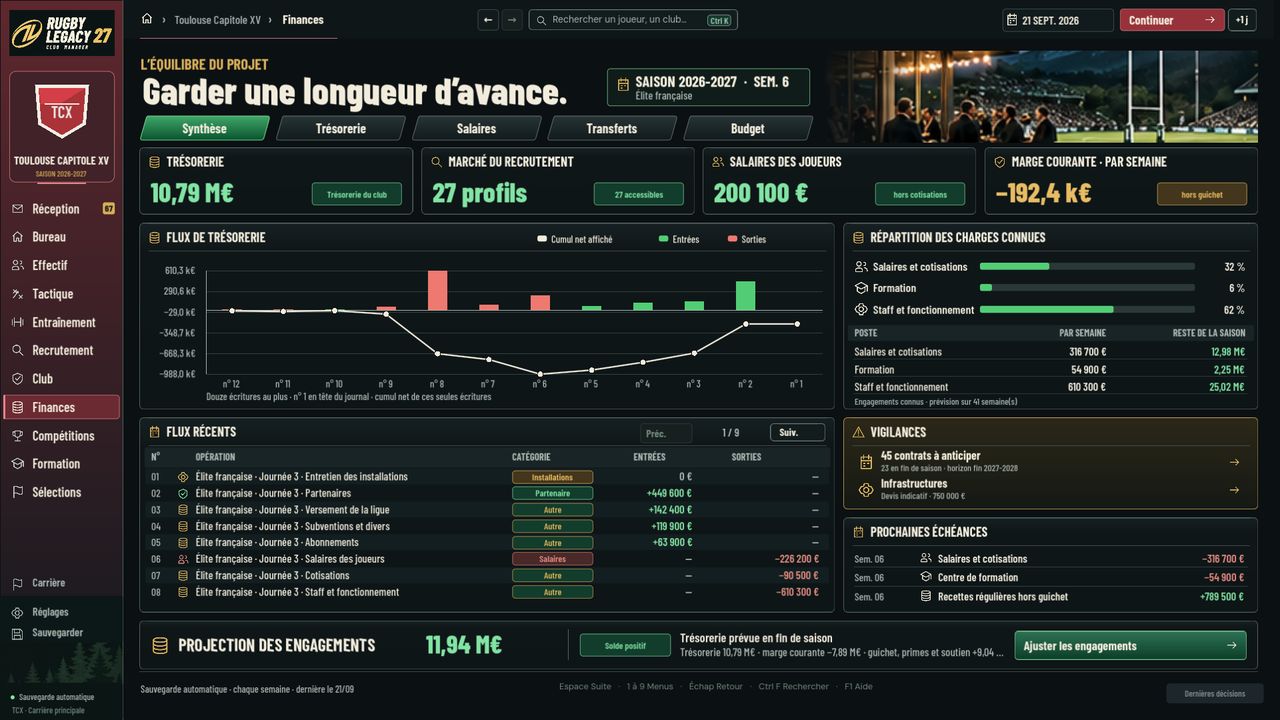 RUGBY LEGACY 27
CLUB MANAGER
Toulouse Capitole XV › Finances
Rechercher un joueur, un club... Ctrl K
21 SEPT. 2026
Continuer
+1 j
TCX
TOULOUSE CAPITOLE XV
SAISON 2026-2027
Réception 67
Bureau
Effectif
Tactique
Entraînement
Recrutement
Club
Finances
Compétitions
Formation
Sélections
Carrière
Réglages
Sauvegarder
Sauvegarde automatique
TCX · Carrière principale
L'ÉQUILIBRE DU PROJET
Garder une longueur d'avance.
SAISON 2026-2027 · SEM. 6
Élite française
Synthèse Trésorerie Salaires Transferts Budget
TRÉSORERIE
10,79 M€ Trésorerie du club
MARCHÉ DU RECRUTEMENT
27 profils 27 accessibles
SALAIRES DES JOUEURS
200 100 € hors cotisations
MARGE COURANTE · PAR SEMAINE
−192,4 k€ hors guichet
FLUX DE TRÉSORERIE
Cumul net affiché Entrées Sorties
610,3 k€
290,6 k€
−29,0 k€
−348,7 k€
−668,3 k€
−988,0 k€
n° 12 n° 11 n° 10 n° 9 n° 8 n° 7 n° 6 n° 5 n° 4 n° 3 n° 2 n° 1
Douze écritures au plus · n° 1 en tête du journal · cumul net de ces seules écritures
RÉPARTITION DES CHARGES CONNUES
Salaires et cotisations 32 %
Formation 6 %
Staff et fonctionnement 62 %
POSTE PAR SEMAINE RESTE DE LA SAISON
Salaires et cotisations 316 700 € 12,98 M€
Formation 54 900 € 2,25 M€
Staff et fonctionnement 610 300 € 25,02 M€
Engagements connus · prévision sur 41 semaine(s)
FLUX RÉCENTS
Préc. 1 / 9 Suiv.
N° OPÉRATION CATÉGORIE ENTRÉES SORTIES
01 Élite française · Journée 3 · Entretien des installations Installations 0 € –
02 Élite française · Journée 3 · Partenaires Partenaire +449 600 € –
03 Élite française · Journée 3 · Versement de la ligue Autre +142 400 € –
04 Élite française · Journée 3 · Subventions et divers Autre +119 900 € –
05 Élite française · Journée 3 · Abonnements Autre +63 900 € –
06 Élite française · Journée 3 · Salaires des joueurs Salaires – −226 200 €
07 Élite française · Journée 3 · Cotisations Autre – −90 500 €
08 Élite française · Journée 3 · Staff et fonctionnement Autre – −610 300 €
VIGILANCES
45 contrats à anticiper
23 en fin de saison · horizon fin 2027-2028
Infrastructures
Devis indicatif · 750 000 €
PROCHAINES ÉCHÉANCES
Sem. 06 Salaires et cotisations −316 700 €
Sem. 06 Centre de formation −54 900 €
Sem. 06 Recettes régulières hors guichet +789 500 €
PROJECTION DES ENGAGEMENTS
11,94 M€
Solde positif
Trésorerie prévue en fin de saison
Trésorerie 10,79 M€ · marge courante −7,89 M€ · guichet, primes et soutien +9,04 ...
Ajuster les engagements
Sauvegarde automatique · chaque semaine · dernière le 21/09
Espace Suite · 1 à 9 Menus · Échap Retour · Ctrl F Rechercher · F1 Aide
Dernières décisions